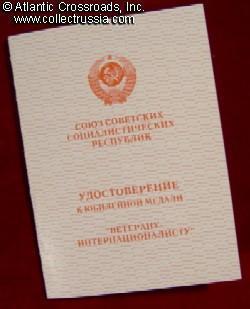 © Atlantic Crossroads, Inc.
www.collectrussia.com
СОЮЗ СОВЕТСКИХ
СОЦИАЛИСТИЧЕСКИХ
РЕСПУБЛИК
УДОСТОВЕРЕНИЕ
К ЮБИЛЕЙНОЙ МЕДАЛИ
"ВЕТЕРАНУ-
ИНТЕРНАЦИОНАЛИСТУ"